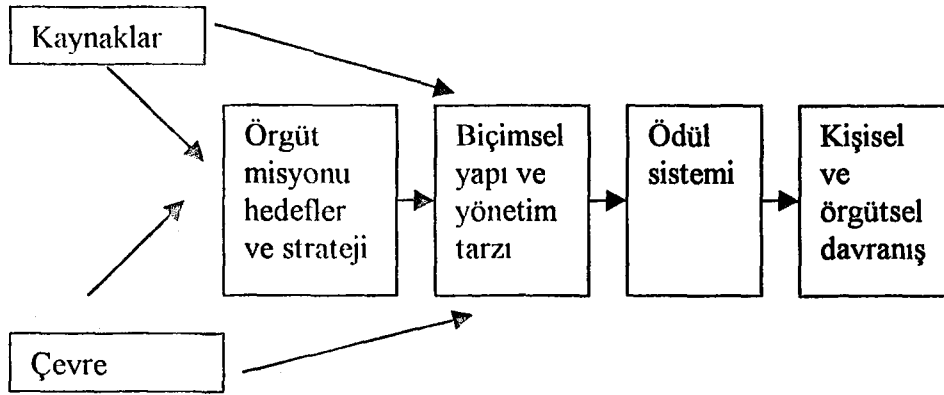 Kaynaklar
Örgüt
misyonu
hedefler
ve strateji
Biçimsel
yapı ve
yönetim
tarzı
Ödül
sistemi
Kişisel
ve
örgütsel
davranış
Çevre